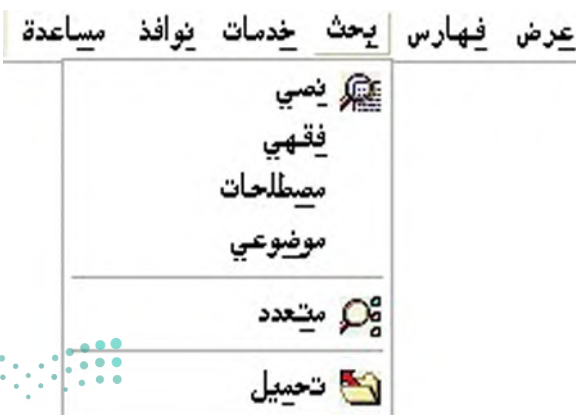 عرض فهارس بحث خدمات نوافذ مساعدة
نصي
فقهي
مصطلحات
موضوعي
متعدد
تحميل